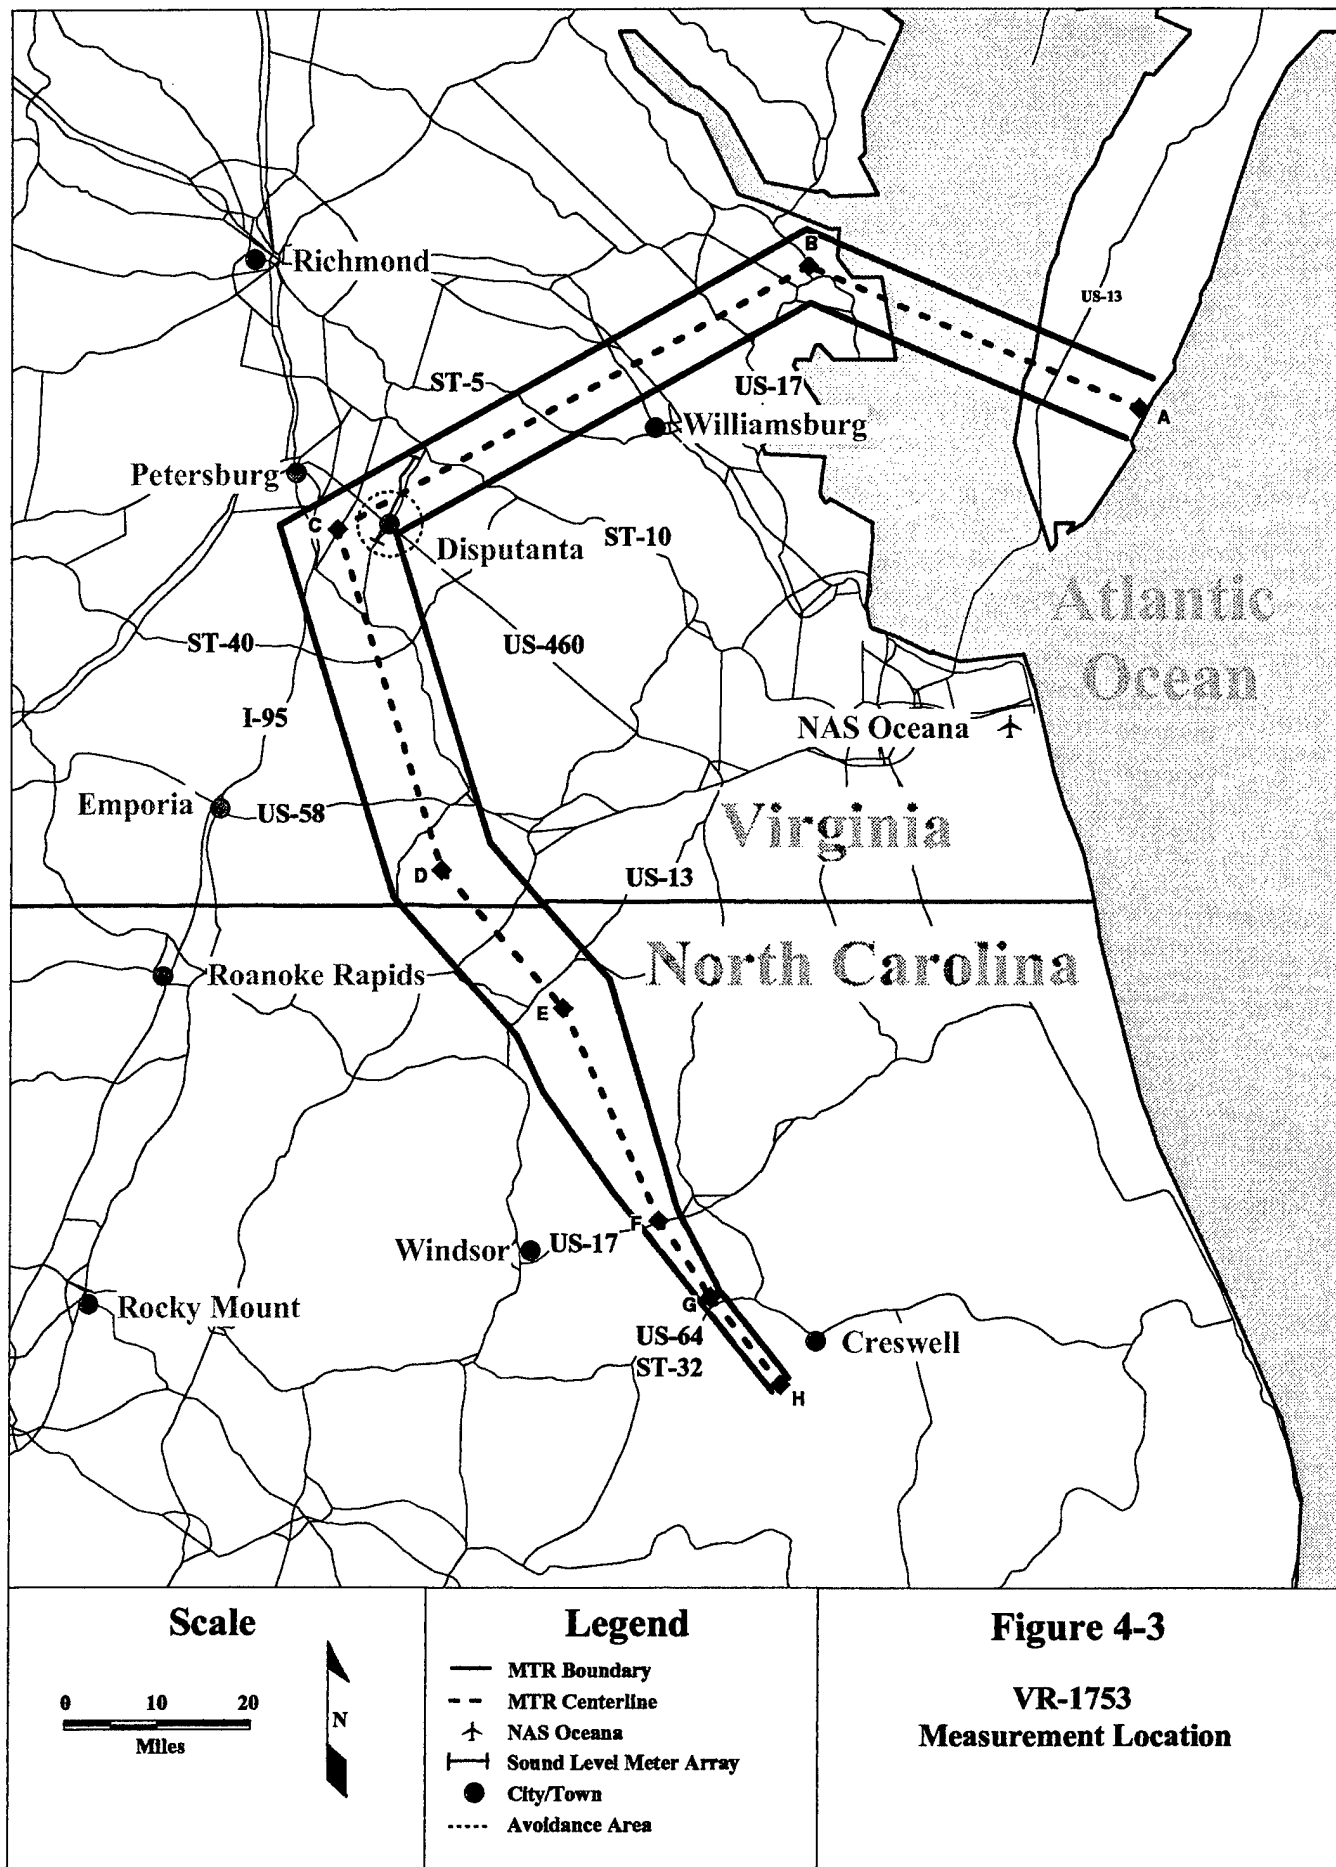 Richmond
B
US-13
ST-5
US-17
A
Williamsburg
Petersburg
C
Disputanta
ST-10
Atlantic
Ocean
ST-40
US-460
I-95
NAS Oceana
Emporia
US-58
Virginia
D
US-13
North Carolina
Roanoke Rapids
E
F
Windsor
US-17
G
Rocky Mount
US-64
ST-32
Creswell
H
Scale
0 10 20
Miles
N
Legend
MTR Boundary
MTR Centerline
NAS Oceana
Sound Level Meter Array
City/Town
Avoidance Area
Figure 4-3
VR-1753
Measurement Location